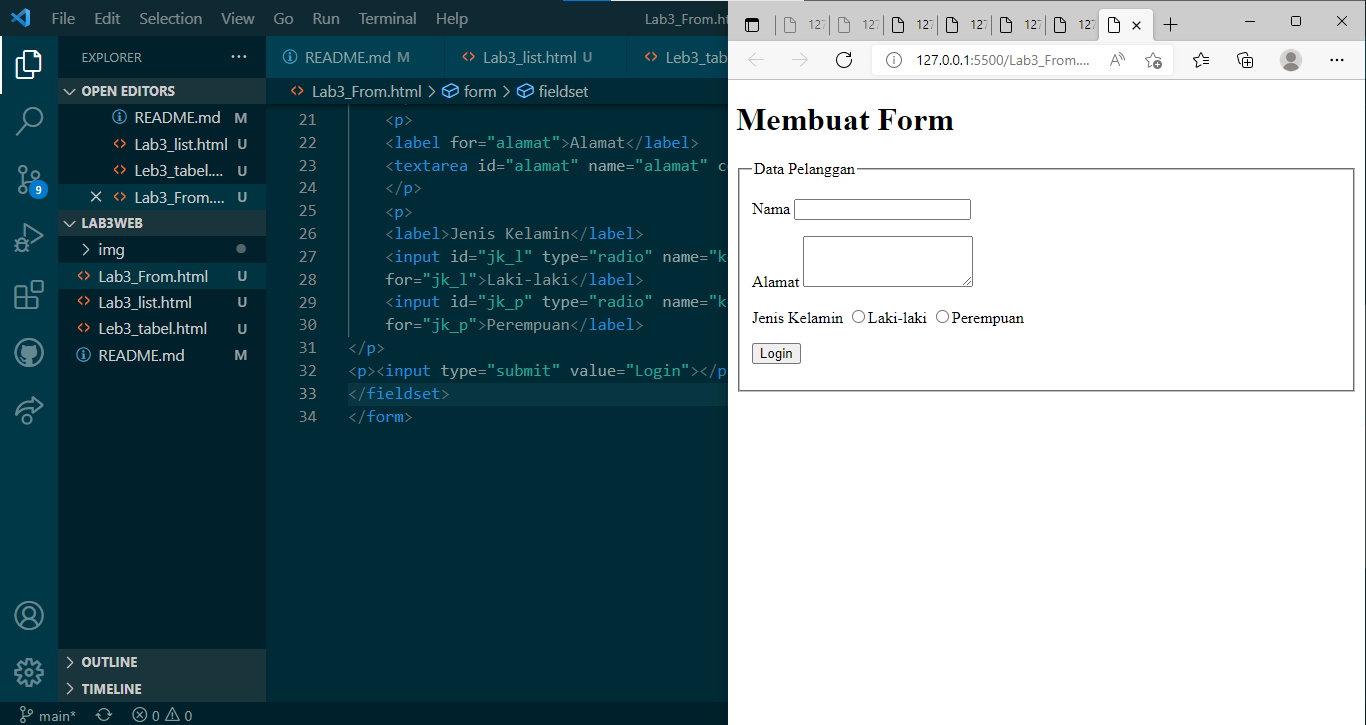 File Edit Selection View Go Run Terminal Help Lab3_From.ht
EXPLORER ...
OPEN EDITORS
README.md M
Lab3_list.html U
Leb3_tabel.... U
Lab3_From.... U
LAB3WEB
img
Lab3_From.html U
Lab3_list.html U
Leb3_tabel.html U
README.md M
OUTLINE
TIMELINE
9
main* 0 0
README.md M Lab3_list.html U Leb3_tab
Lab3_From.html > form > fieldset
21 <p>
22 <label for="alamat">Alamat</label>
23 <textarea id="alamat" name="alamat" c
24 </p>
25 <p>
26 <label>Jenis Kelamin</label>
27 <input id="jk_l" type="radio" name="k
28 for="jk_l">Laki-laki</label>
29 <input id="jk_p" type="radio" name="k
30 for="jk_p">Perempuan</label>
31 </p>
32 <p><input type="submit" value="Login"></p
33 </fieldset>
34 </form>
127 127 127 127 127 127
127.0.0.1:5500/Lab3_From....
Membuat Form
Data Pelanggan
Nama
Alamat
Jenis Kelamin Laki-laki Perempuan
Login